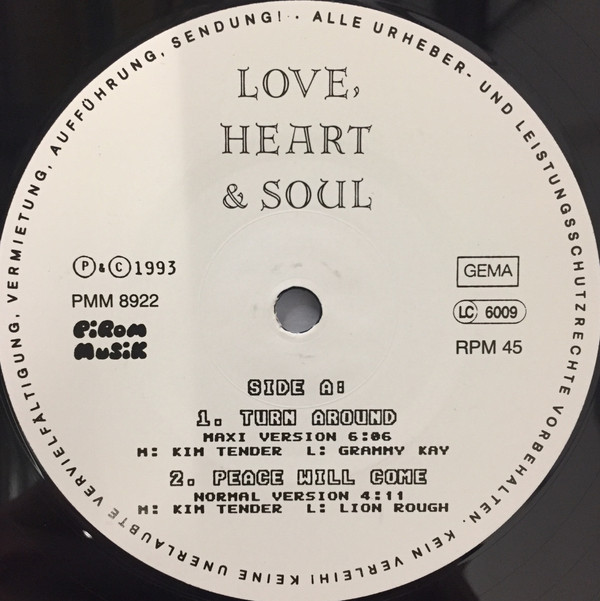 ALLE URHEBER- UND LEISTUNGSSCHUTZRECHTE VORBEHALTEN. KEIN VERLEIH! KEINE UNERLAUBTE VERVIELFÄLTIGUNG, VERMIETUNG, AUFFÜHRUNG, SENDUNG!
LOVE,
HEART
& SOUL
P & C 1993
PMM 8922
PiRoM
MuSiK
GEMA
LC 6009
RPM 45
SIDE A:
1. TURN AROUND
MAXI VERSION 6:06
M: KIM TENDER L: GRAMMY KAY
2. PEACE WILL COME
NORMAL VERSION 4:11
M: KIM TENDER L: LION ROUGH